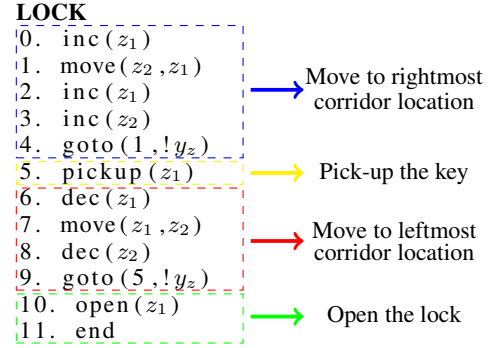 LOCK
0. inc(z₁)
1. move(z₂,z₁)
2. inc(z₁)
3. inc(z₂)
4. goto(1,!y_z)
5. pickup(z₁)
6. dec(z₁)
7. move(z₁,z₂)
8. dec(z₂)
9. goto(5,!y_z)
10. open(z₁)
11. end
Move to rightmost
corridor location
Pick-up the key
Move to leftmost
corridor location
Open the lock